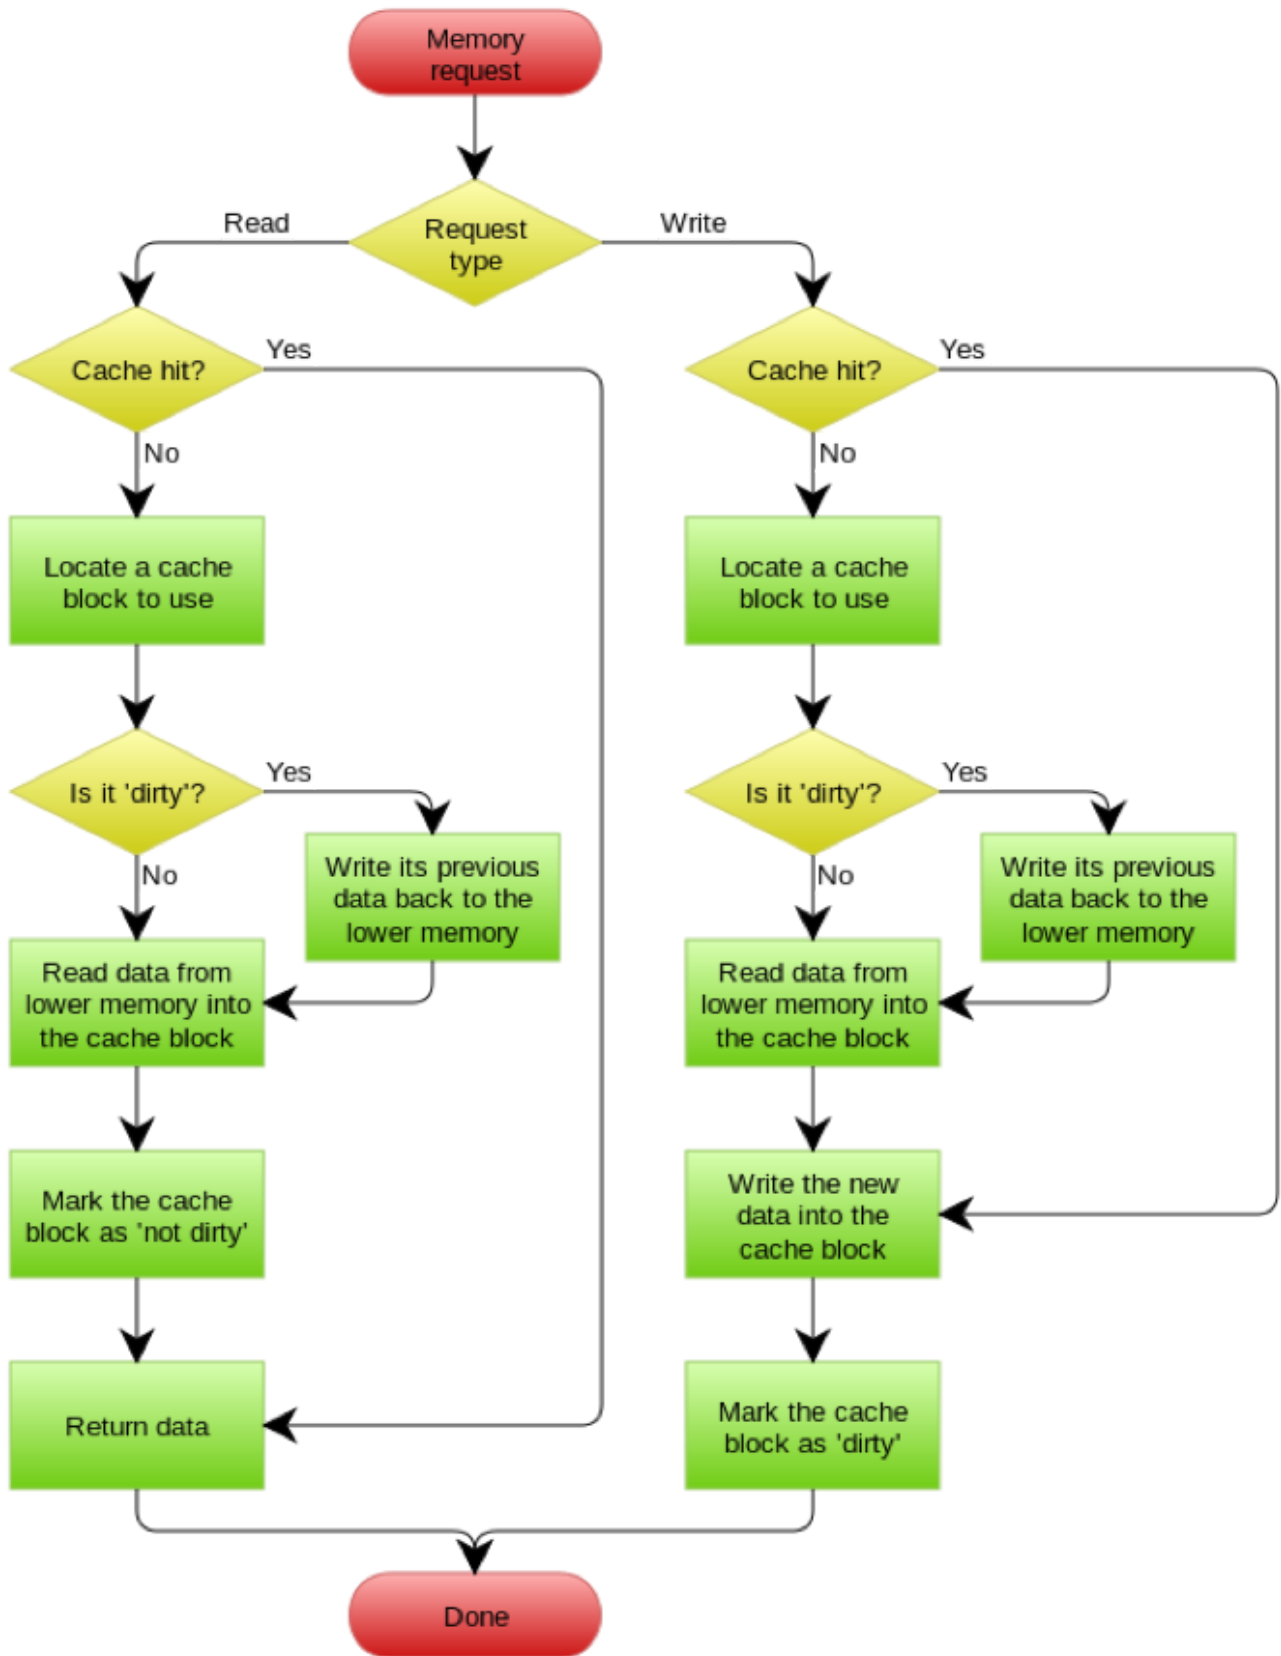 Memory
request
Request
type
Read
Write
Cache hit?
Yes
No
Locate a cache
block to use
Is it 'dirty'?
Yes
No
Write its previous
data back to the
lower memory
Read data from
lower memory into
the cache block
Mark the cache
block as 'not dirty'
Return data
Cache hit?
Yes
No
Locate a cache
block to use
Is it 'dirty'?
Yes
No
Write its previous
data back to the
lower memory
Read data from
lower memory into
the cache block
Write the new
data into the
cache block
Mark the cache
block as 'dirty'
Done